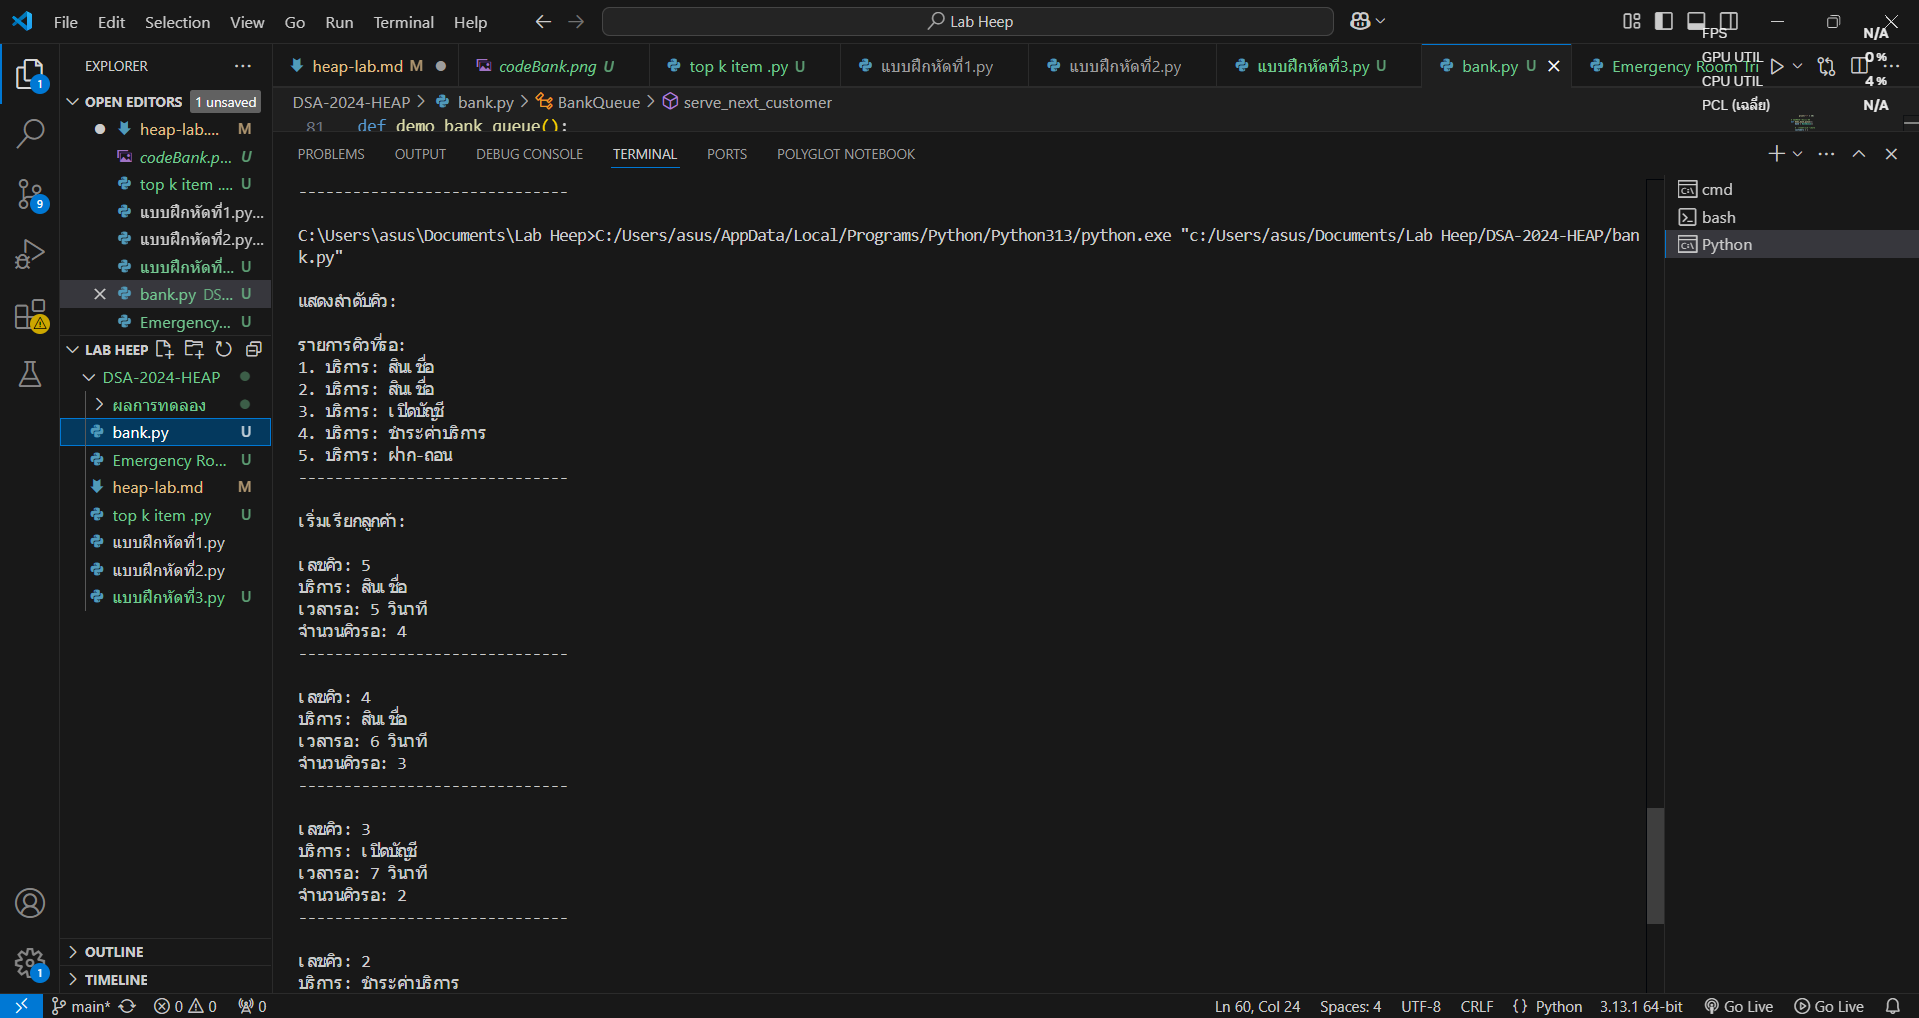 File Edit Selection View Go Run Terminal Help
Lab Heep
FPS N/A
GPU UTIL 0 %
CPU UTIL 4 %
PCL (เฉลี่ย) N/A
EXPLORER
OPEN EDITORS 1 unsaved
heap-lab.... M
codeBank.p... U
top k item .... U
แบบฝึกหัดที่1.py...
แบบฝึกหัดที่2.py...
แบบฝึกหัดที่... U
bank.py DS... U
Emergency... U
LAB HEEP
DSA-2024-HEAP
ผลการทดลอง
bank.py U
Emergency Ro... U
heap-lab.md M
top k item .py U
แบบฝึกหัดที่1.py
แบบฝึกหัดที่2.py
แบบฝึกหัดที่3.py U
OUTLINE
TIMELINE
heap-lab.md M codeBank.png U top k item .py U แบบฝึกหัดที่1.py แบบฝึกหัดที่2.py แบบฝึกหัดที่3.py U bank.py U Emergency Room Tri
DSA-2024-HEAP > bank.py > BankQueue > serve_next_customer
81 def demo_bank_queue():
PROBLEMS OUTPUT DEBUG CONSOLE TERMINAL PORTS POLYGLOT NOTEBOOK
cmd
bash
Python
------------------------------
C:\Users\asus\Documents\Lab Heep>C:/Users/asus/AppData/Local/Programs/Python/Python313/python.exe "c:/Users/asus/Documents/Lab Heep/DSA-2024-HEAP/ban
k.py"
แสดงลำดับคิว:
รายการคิวที่รอ:
1. บริการ: สินเชื่อ
2. บริการ: สินเชื่อ
3. บริการ: เปิดบัญชี
4. บริการ: ชำระค่าบริการ
5. บริการ: ฝาก-ถอน
------------------------------
เริ่มเรียกลูกค้า:
เลขคิว: 5
บริการ: สินเชื่อ
เวลารอ: 5 วินาที
จำนวนคิวรอ: 4
------------------------------
เลขคิว: 4
บริการ: สินเชื่อ
เวลารอ: 6 วินาที
จำนวนคิวรอ: 3
------------------------------
เลขคิว: 3
บริการ: เปิดบัญชี
เวลารอ: 7 วินาที
จำนวนคิวรอ: 2
------------------------------
เลขคิว: 2
บริการ: ชำระค่าบริการ
main* 0 0 0 Ln 60, Col 24 Spaces: 4 UTF-8 CRLF {} Python 3.13.1 64-bit Go Live Go Live